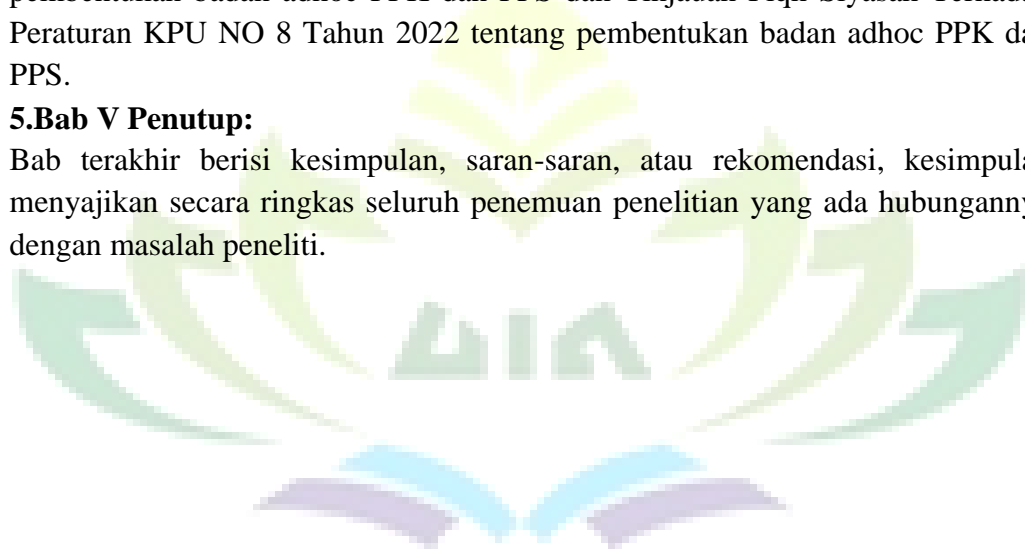 Peraturan KPU NO 8 Tahun 2022 tentang pembentukan badan adhoc PPK da
PPS.
5.Bab V Penutup:
Bab terakhir berisi kesimpulan, saran-saran, atau rekomendasi, kesimpula
menyajikan secara ringkas seluruh penemuan penelitian yang ada hubunganny
dengan masalah peneliti.
UIN